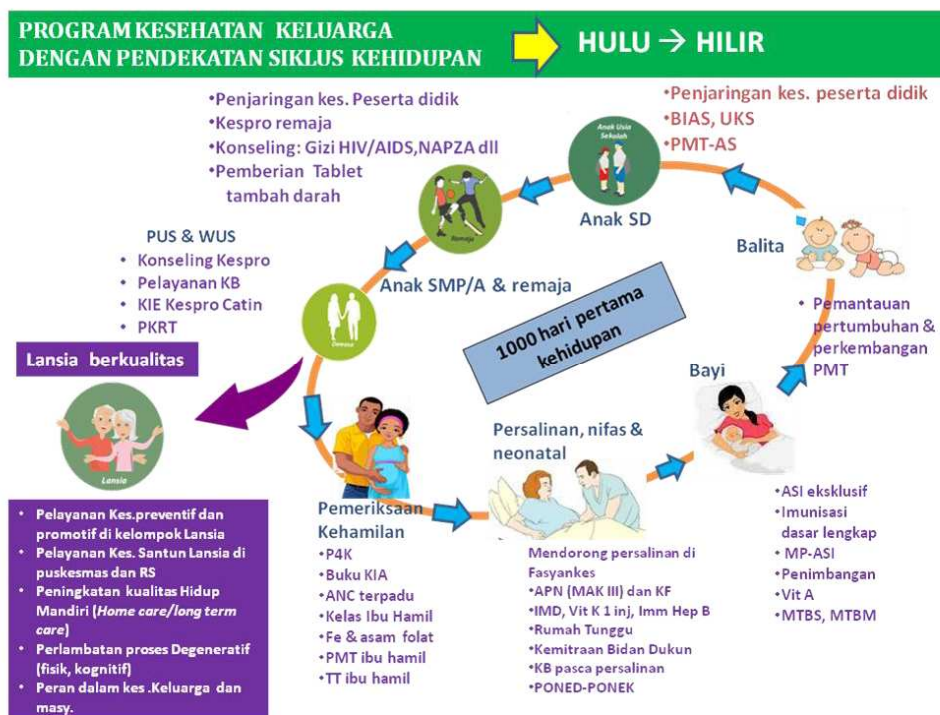 PROGRAM KESEHATAN KELUARGA
DENGAN PENDEKATAN SIKLUS KEHIDUPAN
HULU → HILIR
•Penjaringan kes. Peserta didik
•Kespro remaja
•Konseling: Gizi HIV/AIDS,NAPZA dll
•Pemberian Tablet
tambah darah
•Penjaringan kes. peserta didik
•BIAS, UKS
•PMT-AS
Anak Usia
Sekolah
Anak SD
Remaja
Anak SMP/A & remaja
Balita
• Pemantauan
pertumbuhan &
perkembangan
PMT
PUS & WUS
• Konseling Kespro
• Pelayanan KB
• KIE Kespro Catin
• PKRT
Dewasa
1000 hari pertama
kehidupan
Lansia berkualitas
Lansia
• Pelayanan Kes.preventif dan
promotif di kelompok Lansia
• Pelayanan Kes. Santun Lansia di
puskesmas dan RS
• Peningkatan kualitas Hidup
Mandiri (Home care/long term
care)
• Perlambatan proses Degeneratif
(fisik, kognitif)
• Peran dalam kes .Keluarga dan
masy.
Pemeriksaan
Kehamilan
•P4K
•Buku KIA
•ANC terpadu
•Kelas Ibu Hamil
•Fe & asam folat
•PMT ibu hamil
•TT ibu hamil
Persalinan, nifas &
neonatal
Mendorong persalinan di
Fasyankes
•APN (MAK III) dan KF
•IMD, Vit K 1 inj, Imm Hep B
•Rumah Tunggu
•Kemitraan Bidan Dukun
•KB pasca persalinan
•PONED-PONEK
Bayi
•ASI eksklusif
•Imunisasi
dasar lengkap
•MP-ASI
•Penimbangan
•Vit A
•MTBS, MTBM